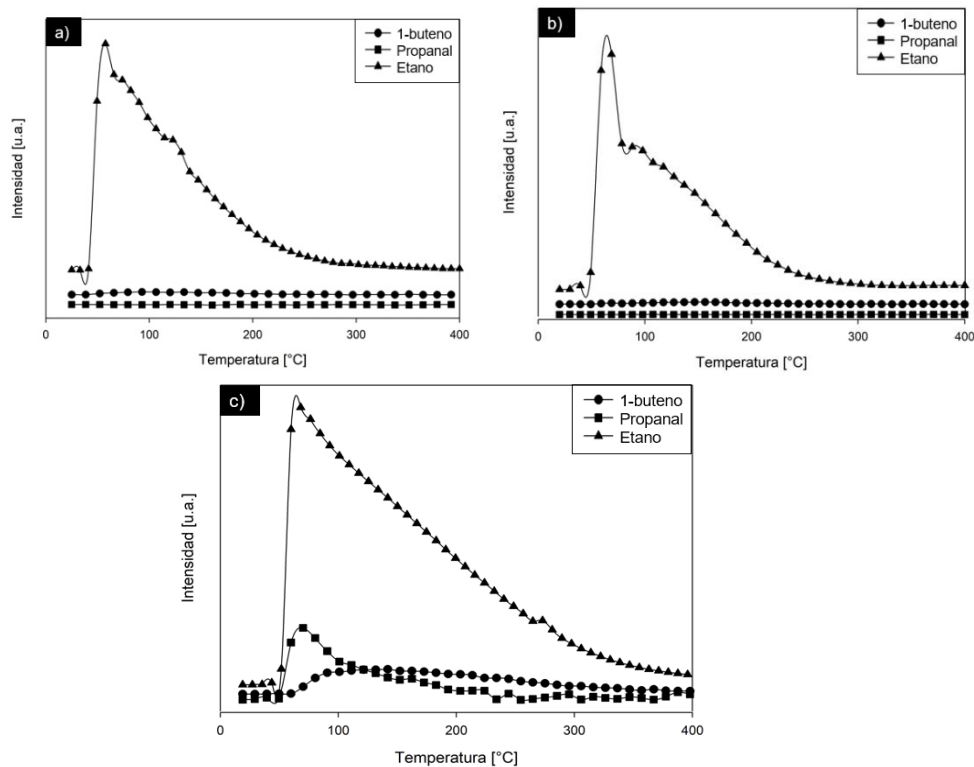 a)
1-buteno
Propanal
Etano
Intensidad [u.a.]
0
100
200
300
400
Temperatura [°C]
b)
1-buteno
Propanal
Etano
Intensidad [u.a.]
0
100
200
300
400
Temperatura [°C]
c)
1-buteno
Propanal
Etano
Intensidad [u.a.]
0
100
200
300
400
Temperatura [°C]